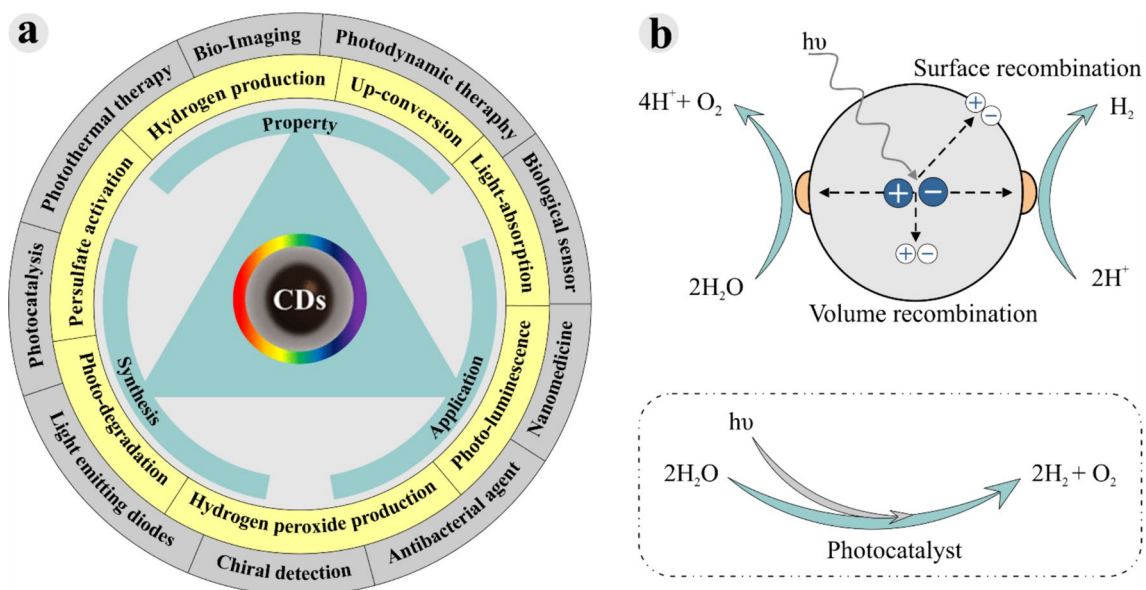 a
Bio-Imaging
Photodynamic theraphy
Biological sensor
Nanomedicine
Antibacterial agent
Chiral detection
Light emitting diodes
Photocatalysis
Photothermal therapy
Hydrogen production
Up-conversion
Light-absorption
Photo-luminescence
Hydrogen peroxide production
Photo-degradation
Persulfate activation
Property
Application
Synthesis
CDs
b
hυ
Surface recombination
4H⁺+ O₂
H₂
+ −
+ −
+ −
2H₂O
2H⁺
Volume recombination
hυ
2H₂O
2H₂ + O₂
Photocatalyst